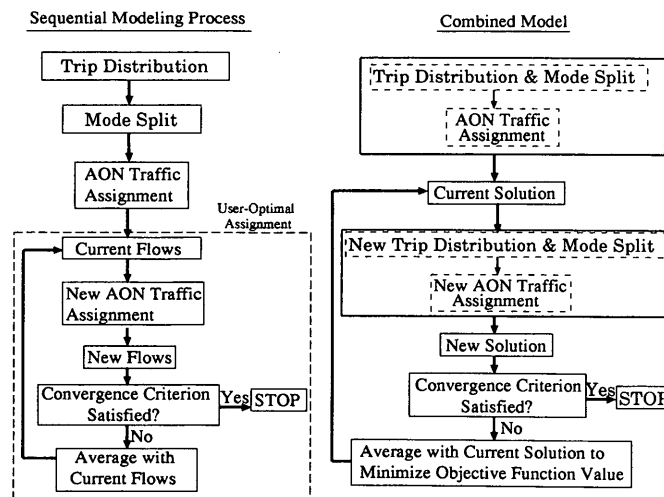 Sequential Modeling Process
Trip Distribution
Mode Split
AON Traffic
Assignment
User-Optimal
Assignment
Current Flows
New AON Traffic
Assignment
New Flows
Convergence Criterion
Satisfied?
Yes
STOP
No
Average with
Current Flows
Combined Model
Trip Distribution & Mode Split
AON Traffic
Assignment
Current Solution
New Trip Distribution & Mode Split
New AON Traffic
Assignment
New Solution
Convergence Criterion
Satisfied?
Yes
STOP
No
Average with Current Solution to
Minimize Objective Function Value